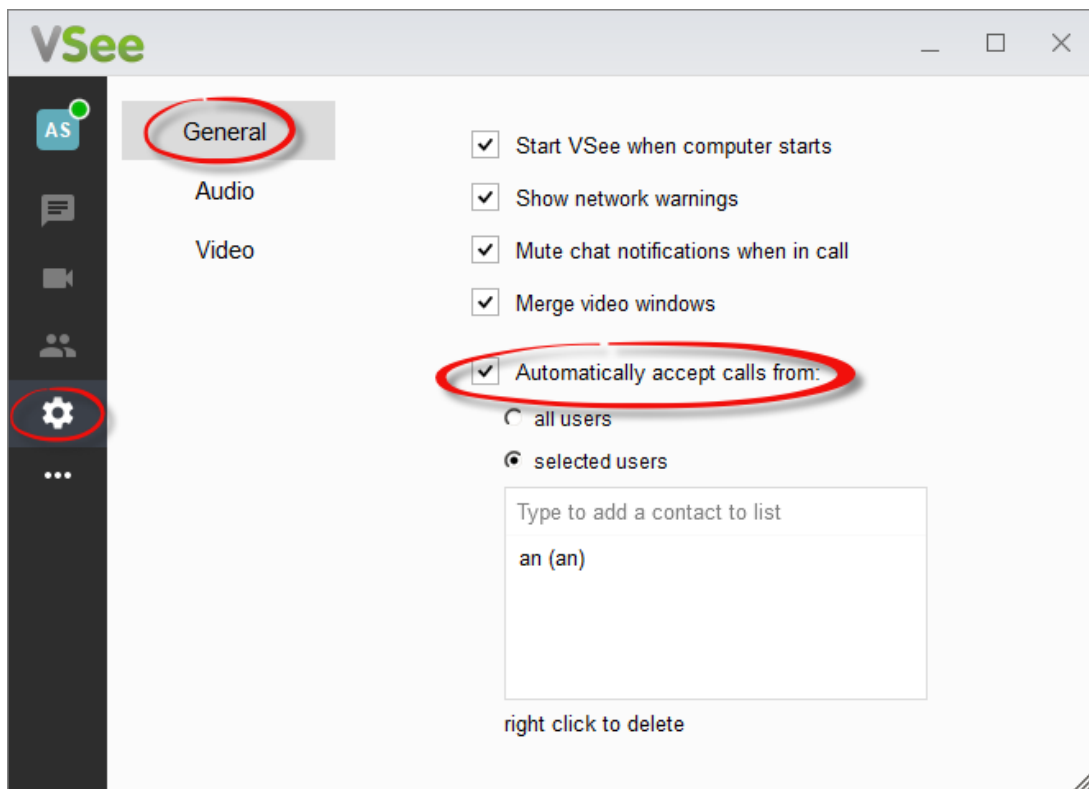 VSee
AS
General
Audio
Video
Start VSee when computer starts
Show network warnings
Mute chat notifications when in call
Merge video windows
Automatically accept calls from:
all users
selected users
Type to add a contact to list
an (an)
right click to delete